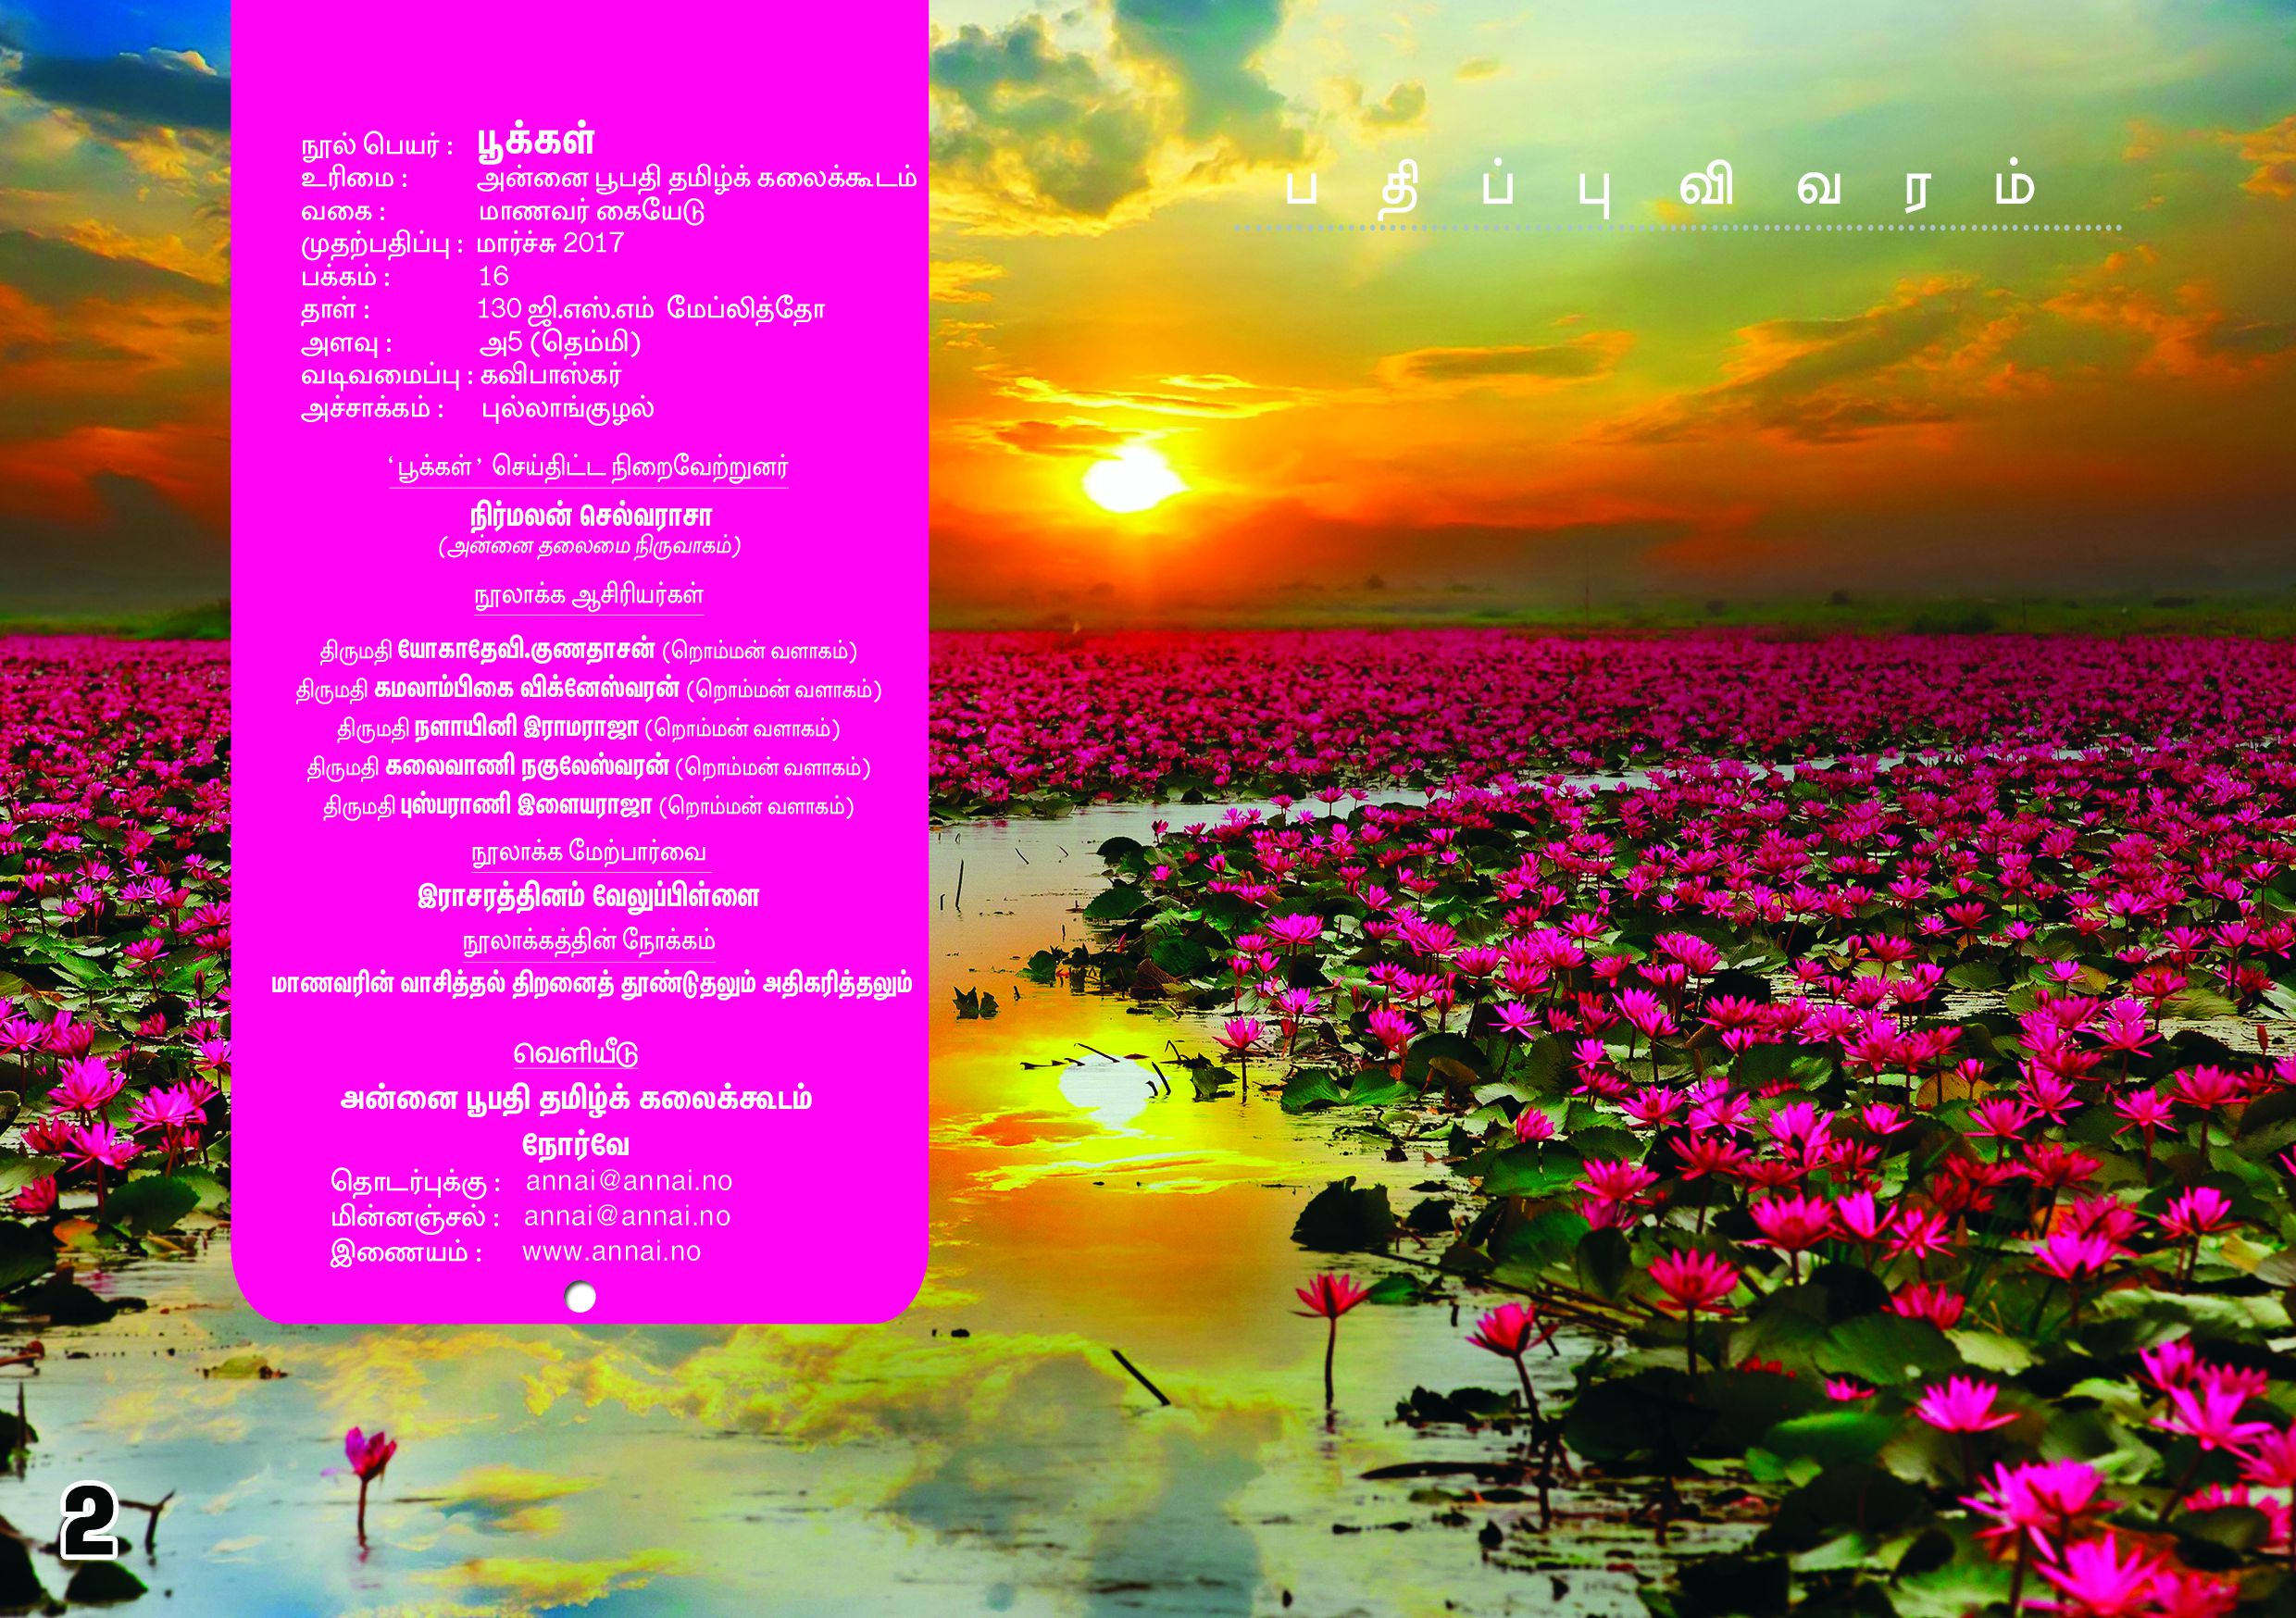 நூல் பெயர் : பூக்கள்
உரிமை : அன்னை பூபதி தமிழ்க் கலைக்கூடம்
வகை : மாணவர் கையேடு
முதற்பதிப்பு : மார்ச்சு 2017
பக்கம் : 16
தாள் : 130 ஜி.எஸ்.எம் மேப்லித்தோ
அளவு : அ5 (தெம்மி)
வடிவமைப்பு : கவிபாஸ்கர்
அச்சாக்கம் : புல்லாங்குழல்
‘பூக்கள்’ செய்திட்ட நிறைவேற்றுனர்
நிர்மலன் செல்வராசா
(அன்னை தலைமை நிருவாகம்)
நூலாக்க ஆசிரியர்கள்
திருமதி யோகாதேவி.குணதாசன் (றொம்மன் வளாகம்)
திருமதி கமலாம்பிகை விக்னேஸ்வரன் (றொம்மன் வளாகம்)
திருமதி நளாயினி இராமராஜா (றொம்மன் வளாகம்)
திருமதி கலைவாணி நகுலேஸ்வரன் (றொம்மன் வளாகம்)
திருமதி புஸ்பராணி இளையராஜா (றொம்மன் வளாகம்)
நூலாக்க மேற்பார்வை
இராசரத்தினம் வேலுப்பிள்ளை
நூலாக்கத்தின் நோக்கம்
மாணவரின் வாசித்தல் திறனைத் தூண்டுதலும் அதிகரித்தலும்
வெளியீடு
அன்னை பூபதி தமிழ்க் கலைக்கூடம்
நோர்வே
தொடர்புக்கு : annai@annai.no
மின்னஞ்சல் : annai@annai.no
இணையம் : www.annai.no
பதிப்புவிவரம்
2